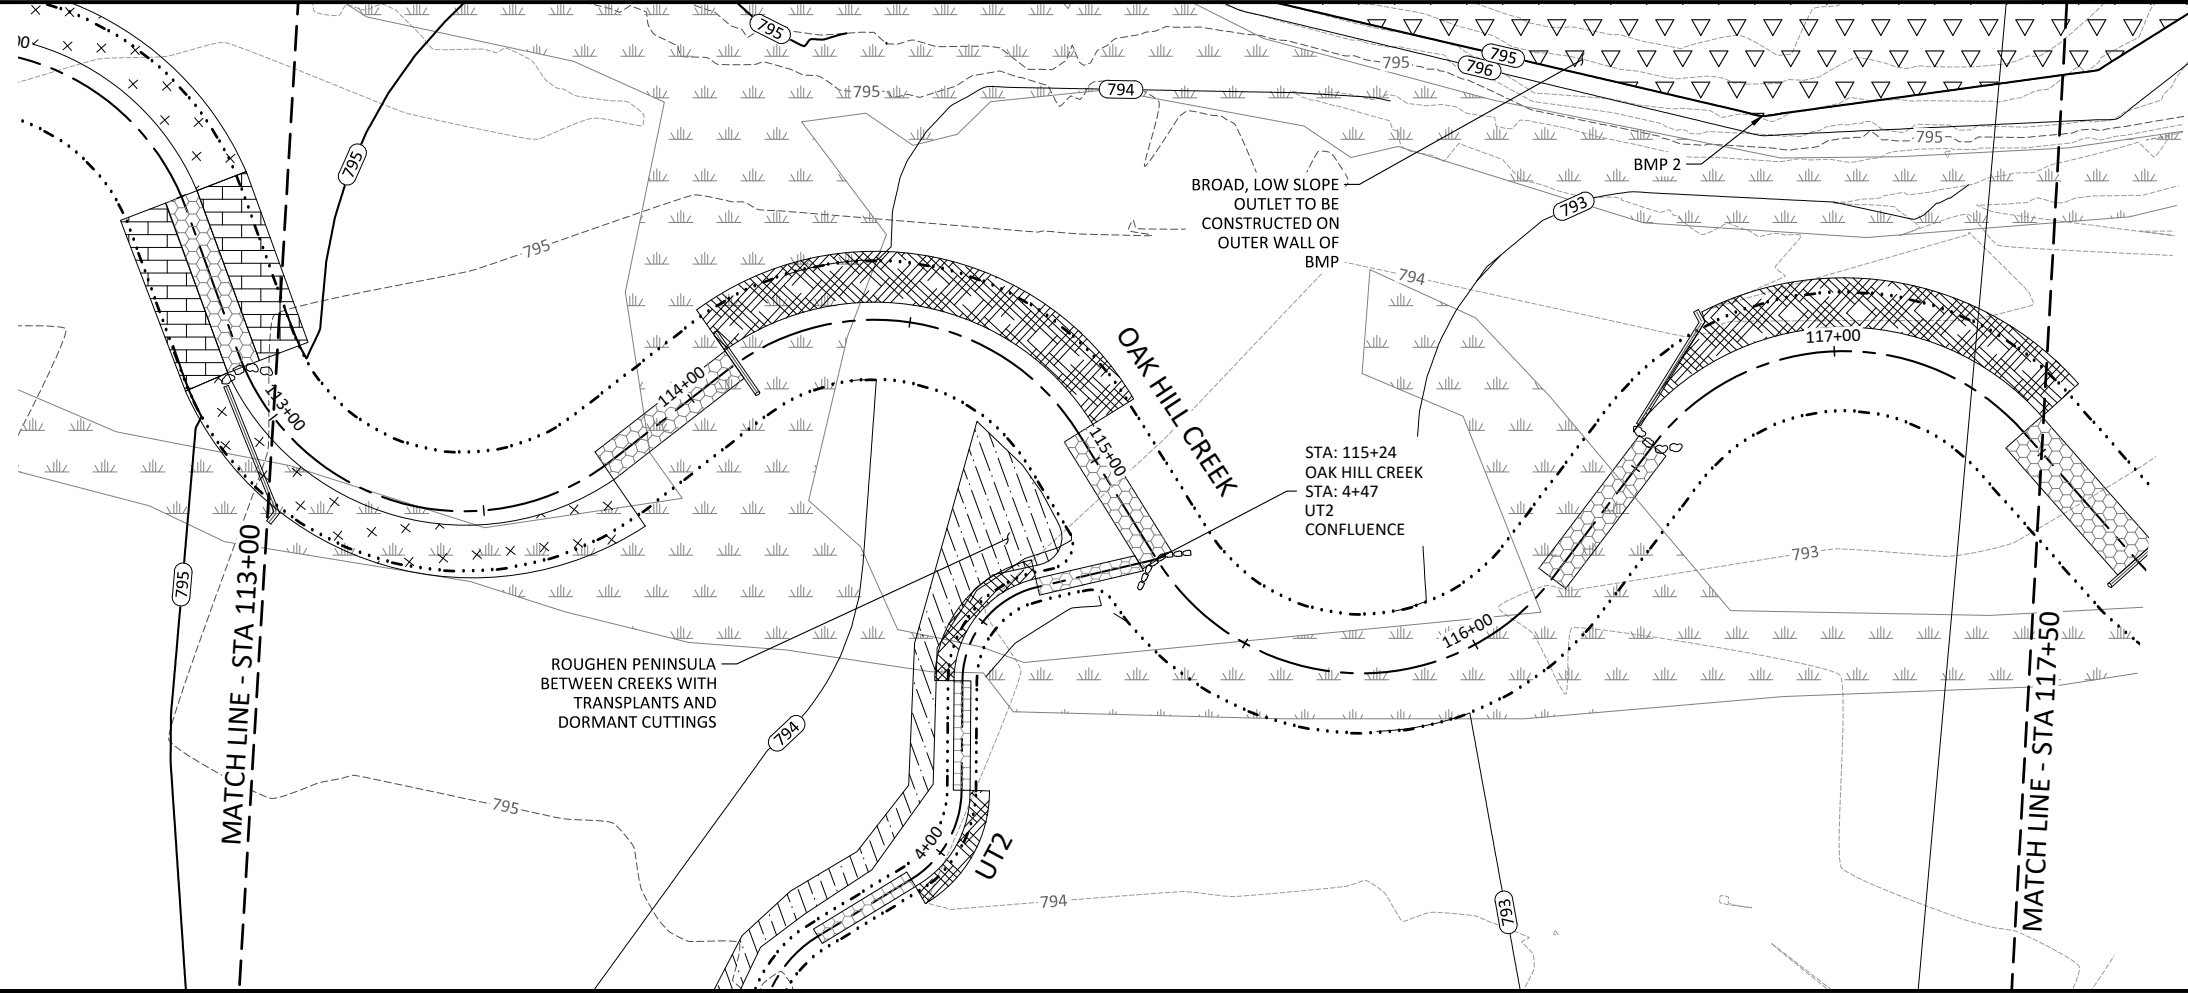 00
795
795
796
795
795
794
795
BMP 2
795
BROAD, LOW SLOPE
OUTLET TO BE
CONSTRUCTED ON
OUTER WALL OF
BMP
793
795
794
117+00
OAK HILL CREEK
114+00
113+00
115+00
STA: 115+24
OAK HILL CREEK
STA: 4+47
UT2
CONFLUENCE
793
795
116+00
MATCH LINE - STA 113+00
MATCH LINE - STA 117+50
ROUGHEN PENINSULA
BETWEEN CREEKS WITH
TRANSPLANTS AND
DORMANT CUTTINGS
794
795
4+00
UT2
794
793